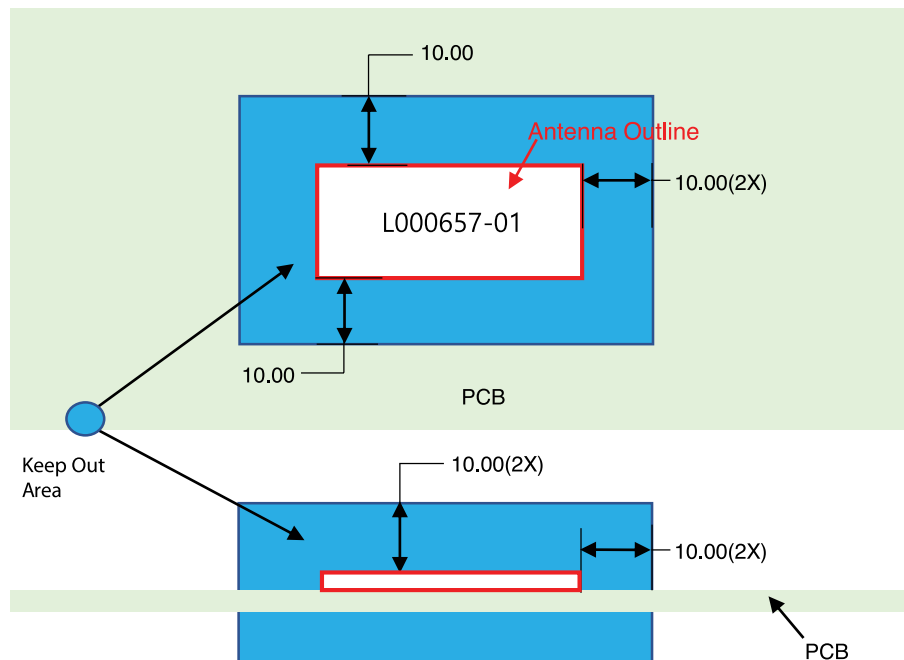 10.00
Antenna Outline
10.00(2X)
L000657-01
10.00
PCB
Keep Out
Area
10.00(2X)
10.00(2X)
PCB